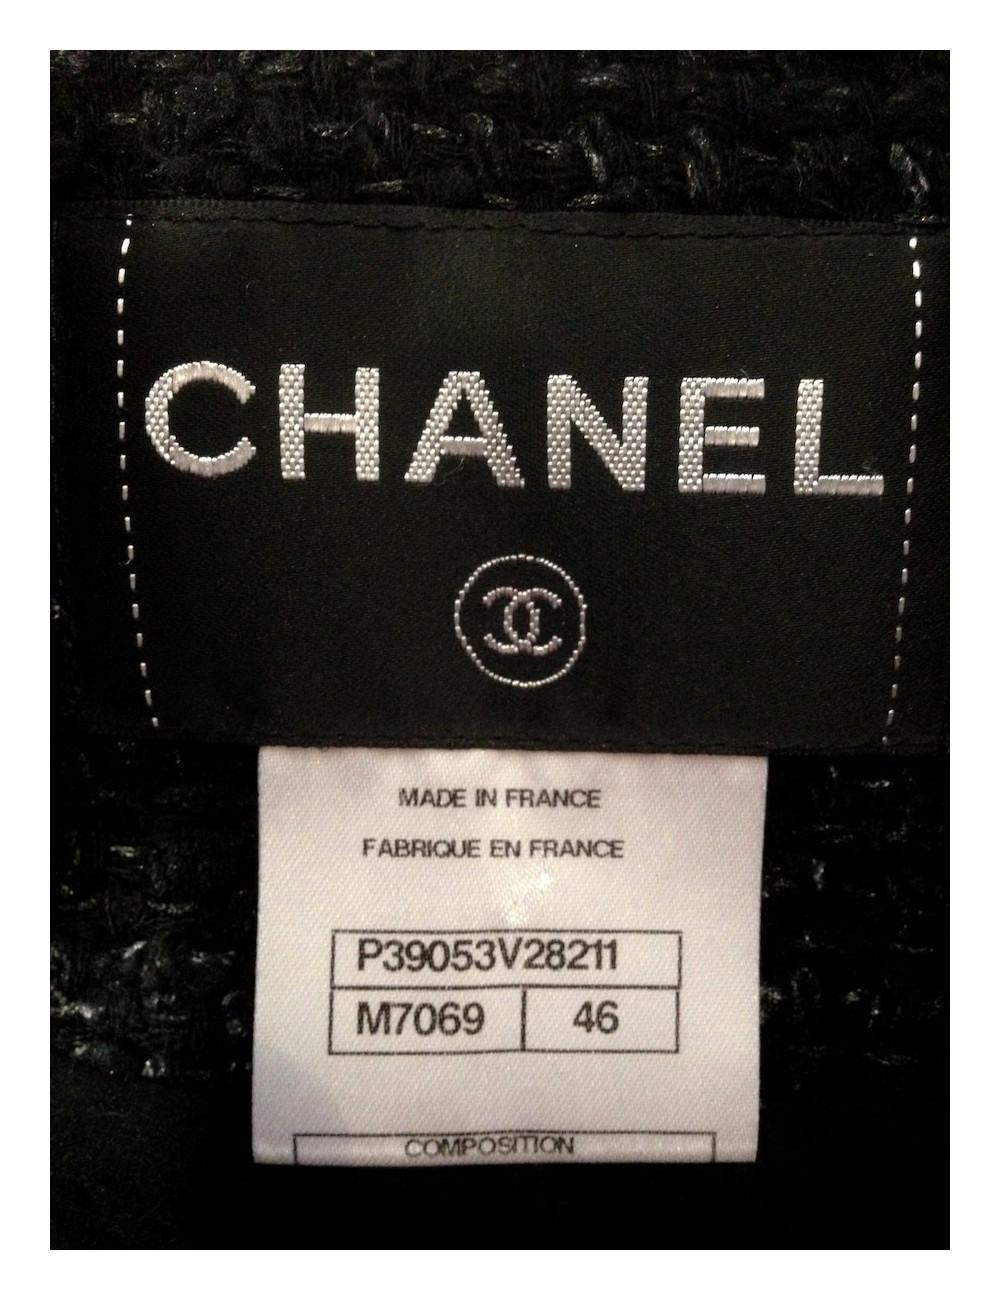 CHANEL
MADE IN FRANCE
FABRIQUE EN FRANCE
P39053V28211
M7069 46
COMPOSITION